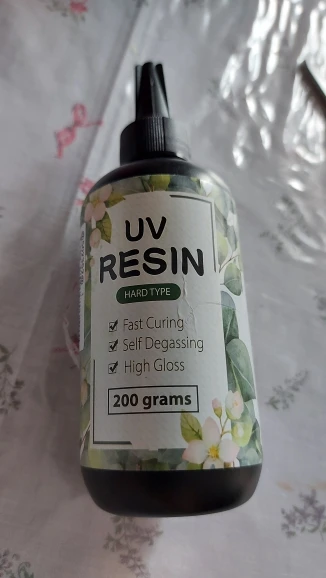 UV
RESIN
HARD TYPE
Fast Curing
Self Degassing
High Gloss
200 grams